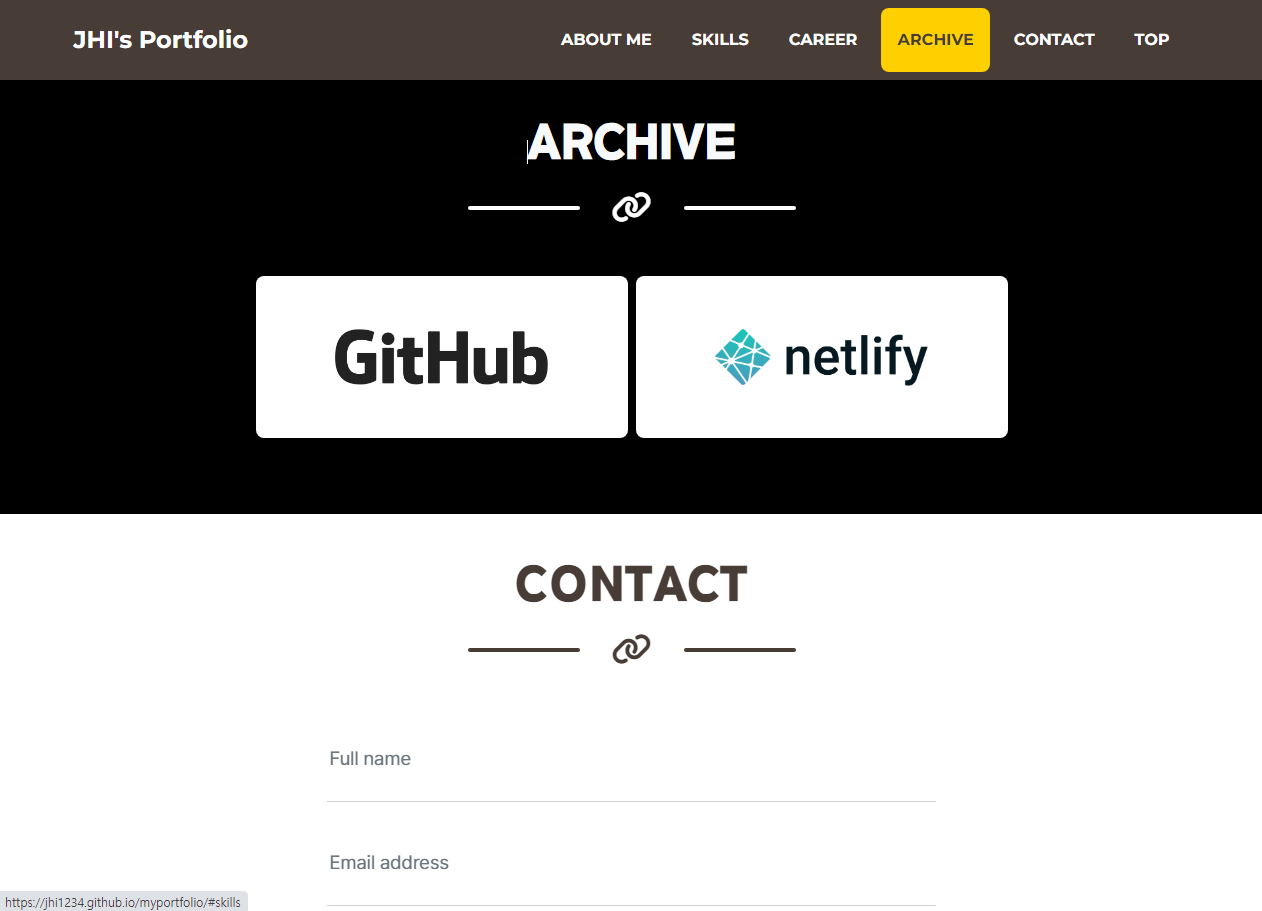 JHI's Portfolio ABOUT ME SKILLS CAREER ARCHIVE CONTACT TOP
ARCHIVE
GitHub netlify
CONTACT
Full name
Email address
https://jhi1234.github.io/myportfolio/#skills